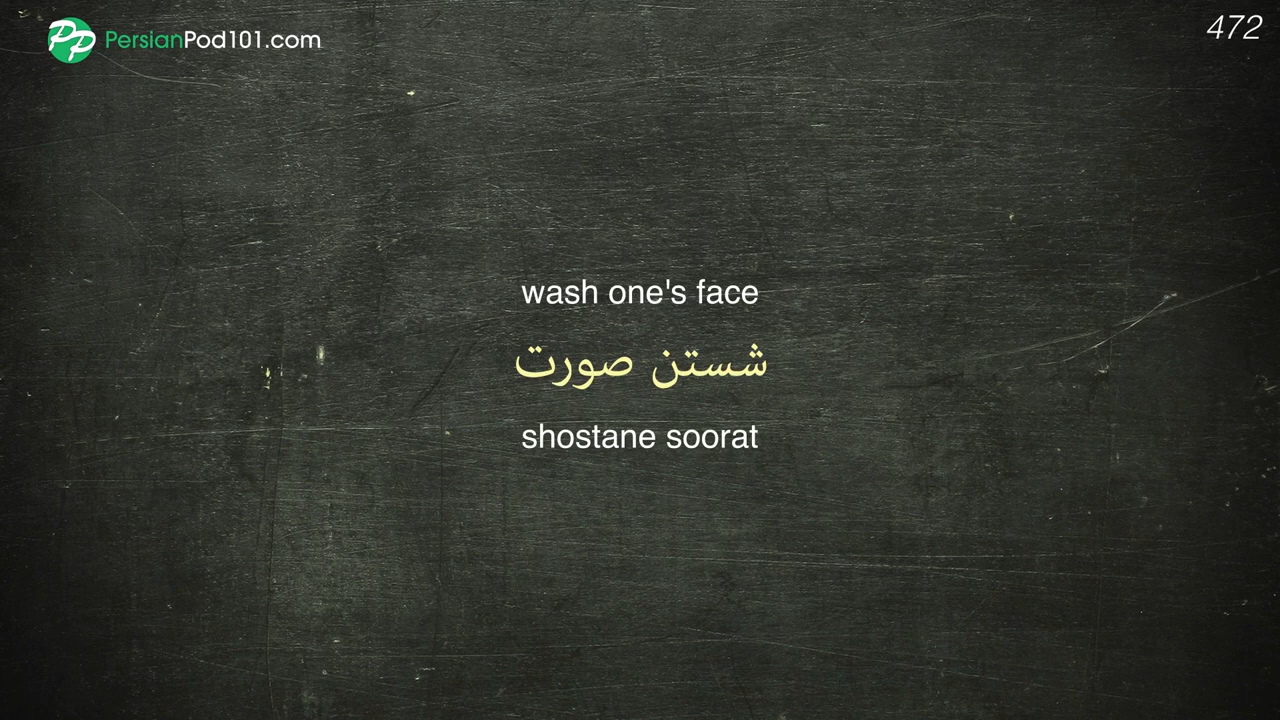 PersianPod101.com
472
wash one's face
شستن صورت
shostane soorat